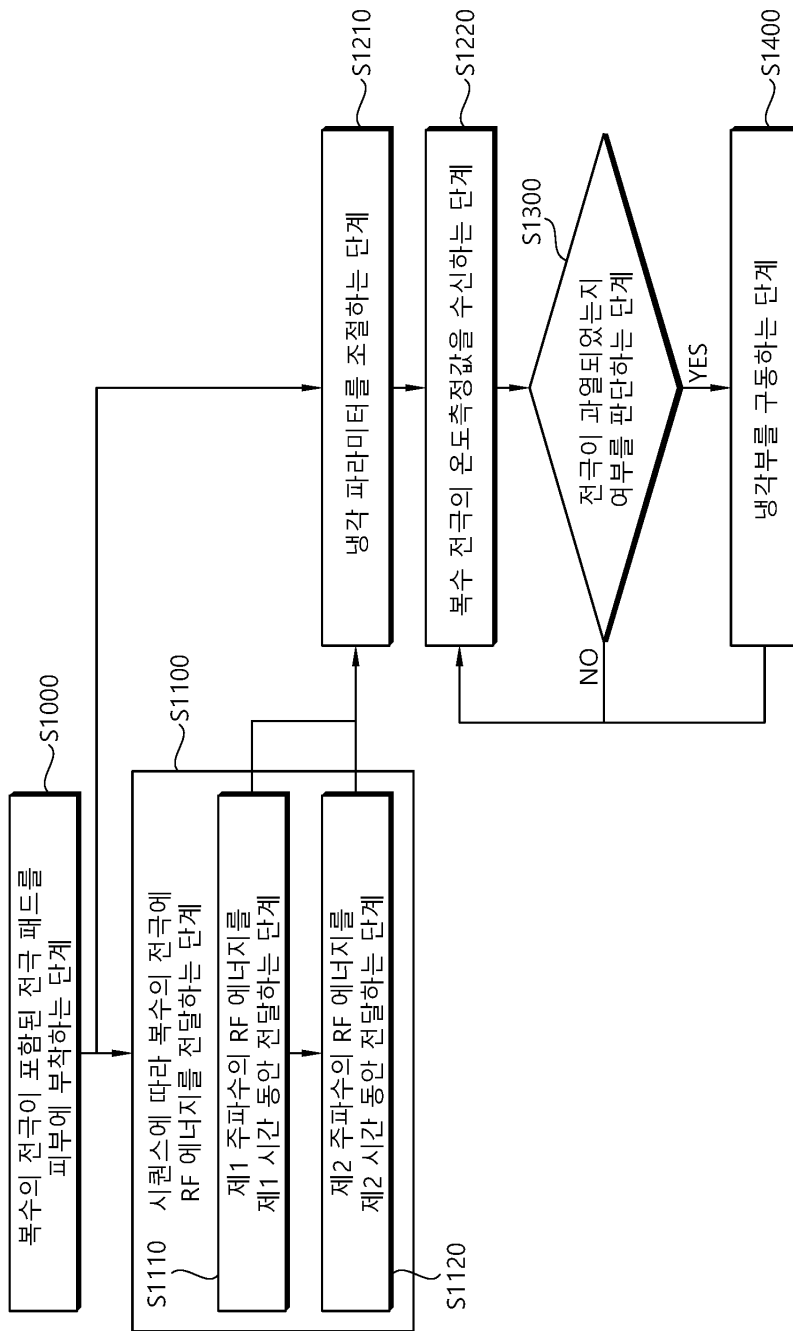 복수의 전극이 포함된 전극 패드를
피부에 부착하는 단계
S1000
시퀀스에 따라 복수의 전극에
RF 에너지를 전달하는 단계
S1100
S1110
제1 주파수의 RF 에너지를
제1 시간 동안 전달하는 단계
제2 주파수의 RF 에너지를
제2 시간 동안 전달하는 단계
S1120
냉각 파라미터를 조절하는 단계
S1210
복수 전극의 온도측정값을 수신하는 단계
S1220
S1300
전극이 과열되었는지
여부를 판단하는 단계
NO
YES
냉각부를 구동하는 단계
S1400